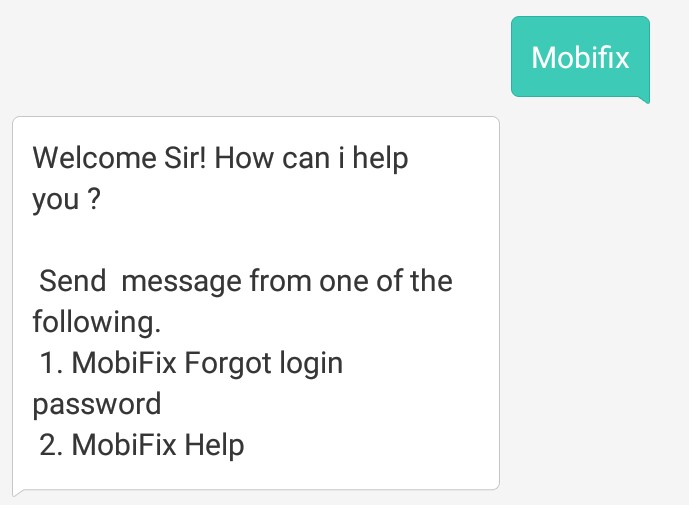 Mobifix
Welcome Sir! How can i help
you ?
Send  message from one of the
following.
1. MobiFix Forgot login
password
2. MobiFix Help